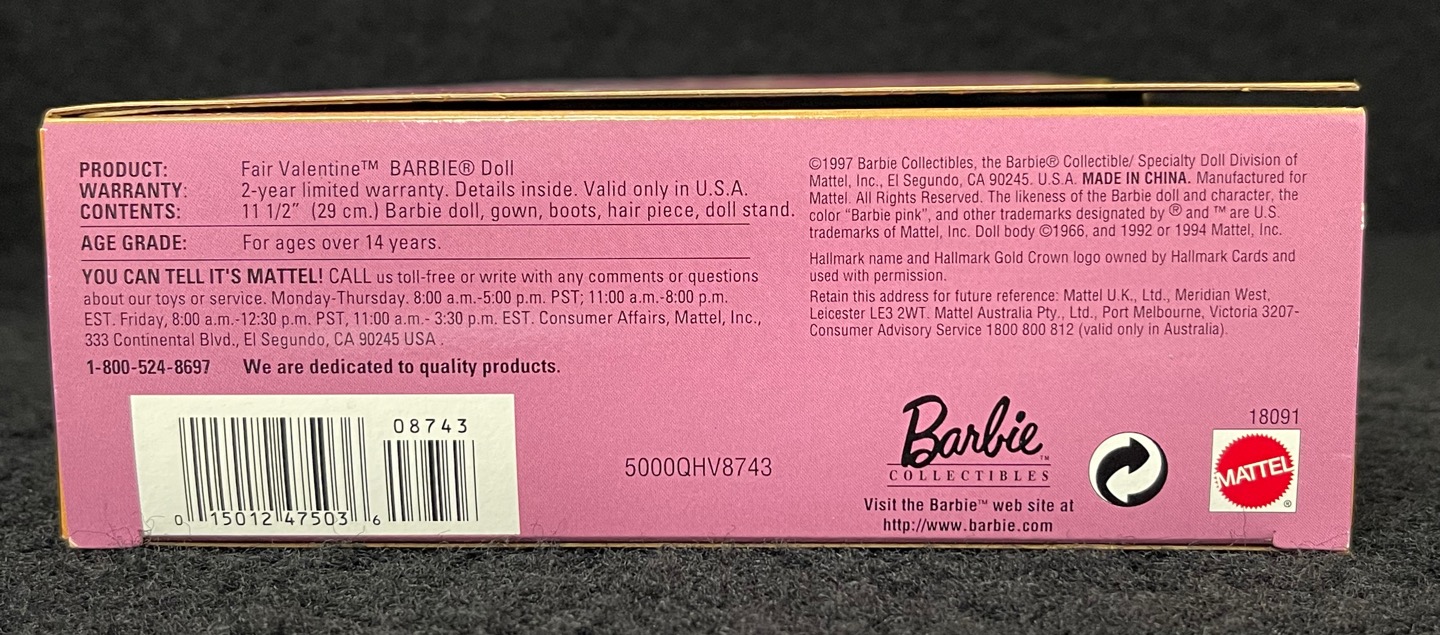 PRODUCT: Fair Valentine™ BARBIE® Doll
WARRANTY: 2-year limited warranty. Details inside. Valid only in U.S.A.
CONTENTS: 11 1/2" (29 cm.) Barbie doll, gown, boots, hair piece, doll stand.
AGE GRADE: For ages over 14 years.
YOU CAN TELL IT'S MATTEL! CALL us toll-free or write with any comments or questions
about our toys or service. Monday-Thursday. 8:00 a.m.-5:00 p.m. PST; 11:00 a.m.-8:00 p.m.
EST. Friday, 8:00 a.m.-12:30 p.m. PST, 11:00 a.m.- 3:30 p.m. EST. Consumer Affairs, Mattel, Inc.,
333 Continental Blvd., El Segundo, CA 90245 USA .
1-800-524-8697 We are dedicated to quality products.
08743
0 15012 47503 6
5000QHV8743
©1997 Barbie Collectibles, the Barbie® Collectible/ Specialty Doll Division of
Mattel, Inc., El Segundo, CA 90245. U.S.A. MADE IN CHINA. Manufactured for
Mattel. All Rights Reserved. The likeness of the Barbie doll and character, the
color "Barbie pink", and other trademarks designated by ® and ™ are U.S.
trademarks of Mattel, Inc. Doll body ©1966, and 1992 or 1994 Mattel, Inc.
Hallmark name and Hallmark Gold Crown logo owned by Hallmark Cards and
used with permission.
Retain this address for future reference: Mattel U.K., Ltd., Meridian West,
Leicester LE3 2WT. Mattel Australia Pty., Ltd., Port Melbourne, Victoria 3207-
Consumer Advisory Service 1800 800 812 (valid only in Australia).
Barbie™
COLLECTIBLES
Visit the Barbie™ web site at
http://www.barbie.com
18091
MATTEL®